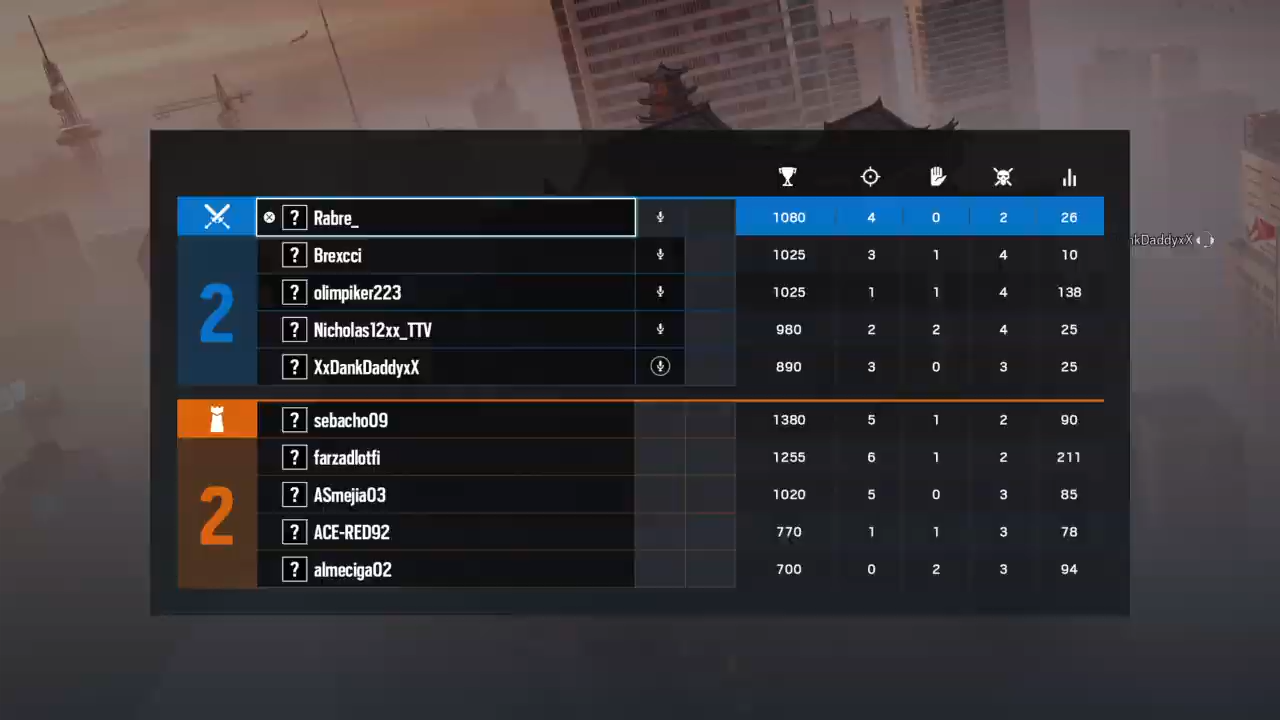 ? Rabre_ 1080 4 0 2 26
? Brexcci 1025 3 1 4 10
nkDaddyxX
2
? olimpiker223 1025 1 1 4 138
? Nicholas12xx_TTV 980 2 2 4 25
? XxDankDaddyxX 890 3 0 3 25
? sebacho09 1380 5 1 2 90
? farzadlotfi 1255 6 1 2 211
2
? ASmejia03 1020 5 0 3 85
? ACE-RED92 770 1 1 3 78
? almeciga02 700 0 2 3 94